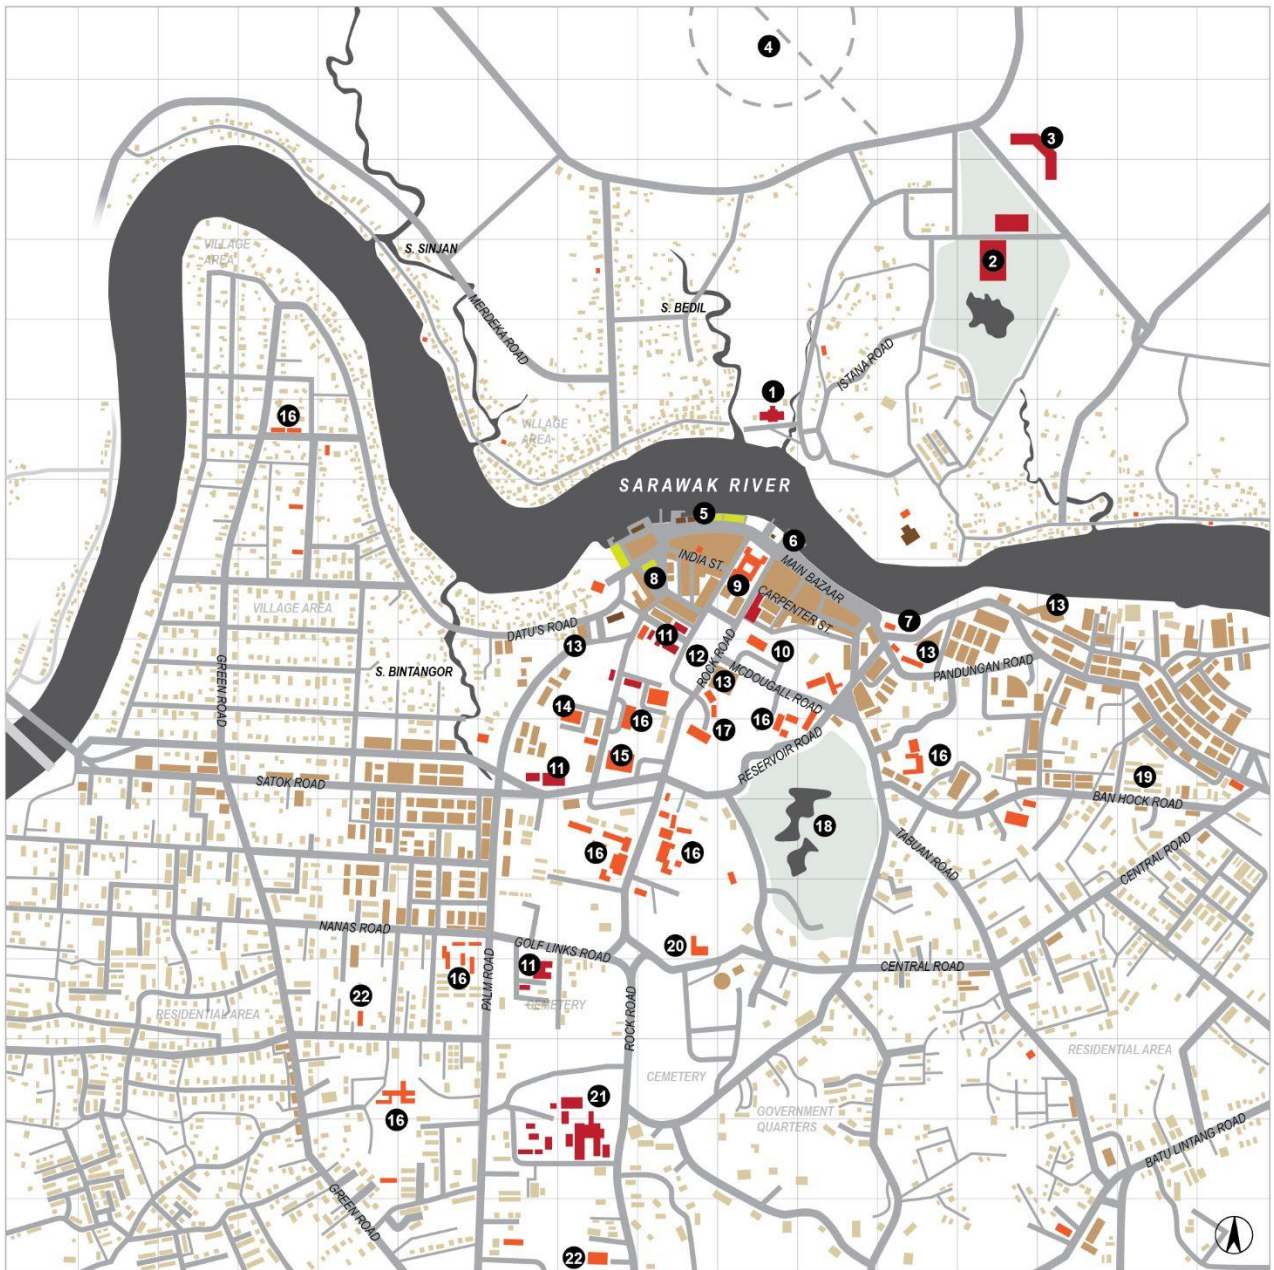 4
3
VILLAGE
AREA
S. SINJAN
2
S. BEDIL
MERDEKA ROAD
ISTANA ROAD
1
16
VILLAGE
AREA
SARAWAK RIVER
5
6
INDIA ST.
MAIN BAZAAR
8
9
CARPENTER ST.
VILLAGE AREA
13
7
DATU'S ROAD
11
10
13
13
12
ROCK ROAD
PANDUNGAN ROAD
S. BINTANGOR
13
MCDOUGALL ROAD
GREEN ROAD
14
16
16
17
RESERVOIR ROAD
15
16
11
19
SATOK ROAD
BAN HOCK ROAD
18
TABUAN ROAD
16
16
CENTRAL ROAD
NANAS ROAD
GOLF LINKS ROAD
20
11
CENTRAL ROAD
16
PALM ROAD
22
CEMETERY
RESIDENTIAL AREA
ROCK ROAD
RESIDENTIAL AREA
CEMETERY
21
16
GOVERNMENT
QUARTERS
BATU LINTANG ROAD
GREEN ROAD
22